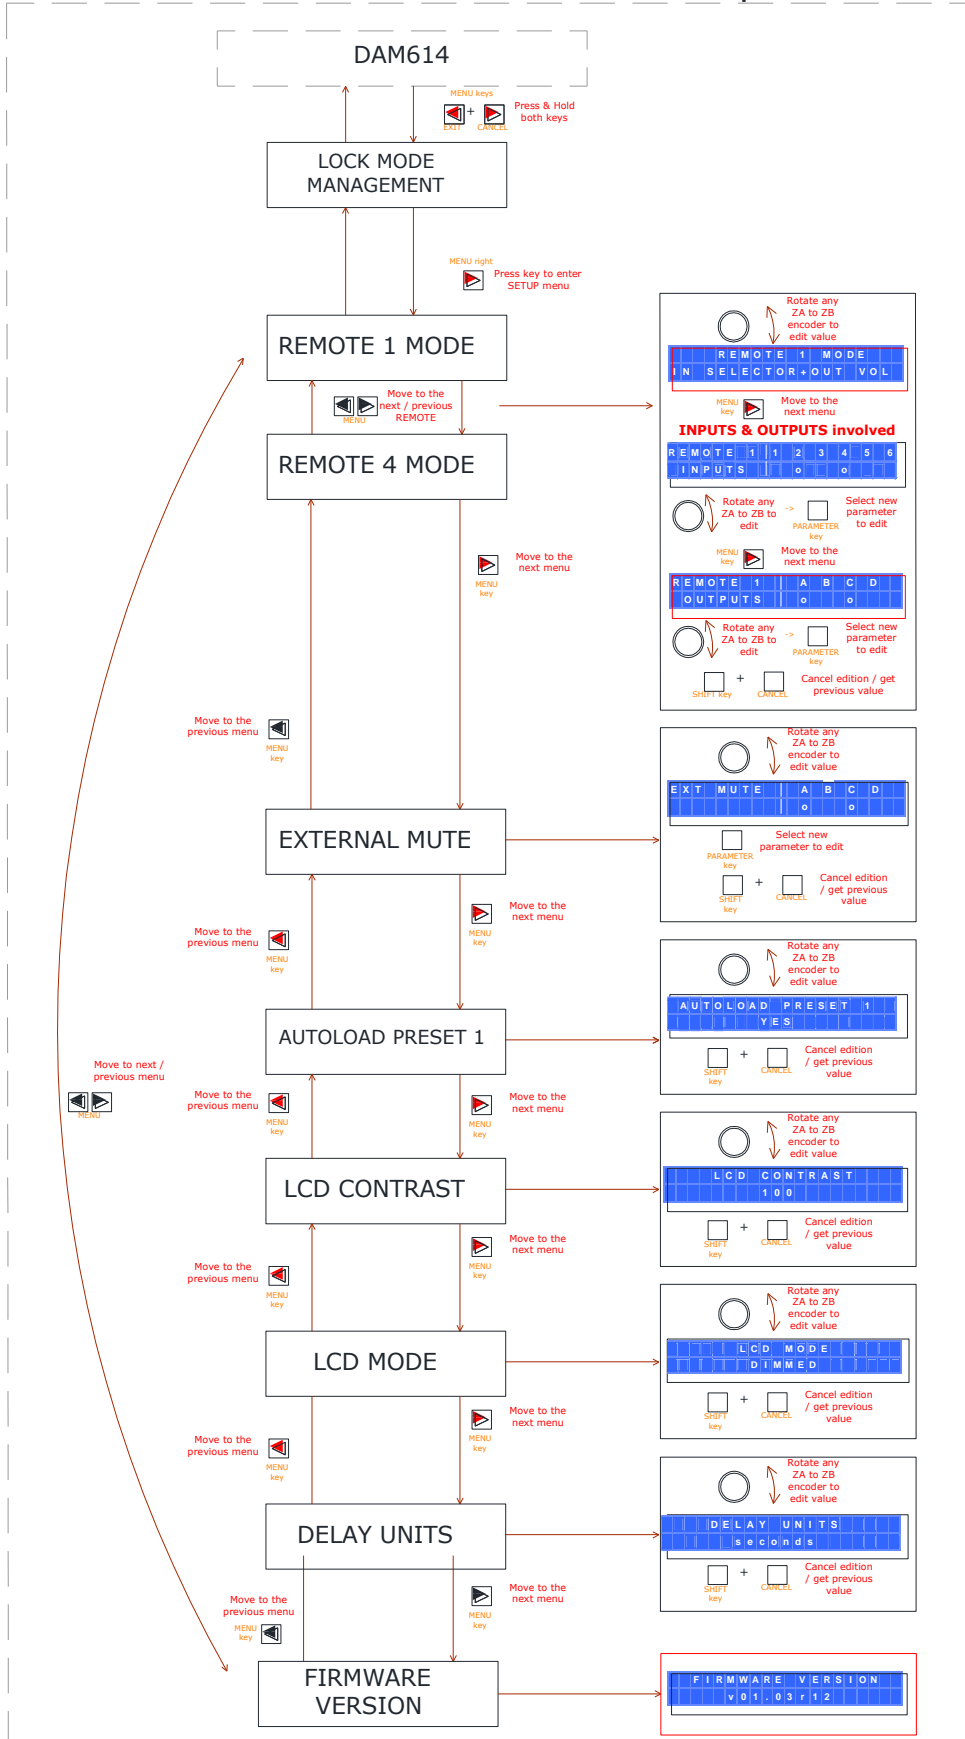 DAM614
MENU keys
+
EXIT
CANCEL
Press & Hold
both keys
LOCK MODE
MANAGEMENT
MENU right
Press key to enter
SETUP menu
REMOTE 1 MODE
MENU
Move to the
next / previous
REMOTE
REMOTE 4 MODE
Rotate any
ZA to ZB
encoder to
edit value
REMOTE 1 MODE
IN SELECTOR+OUT VOL
MENU
key
Move to the
next menu
INPUTS & OUTPUTS involved
REMOTE 1 | 1 2 3 4 5 6
INPUTS | o o
Rotate any
ZA to ZB to
edit
->
PARAMETER
key
Select new
parameter
to edit
MENU
key
Move to the
next menu
REMOTE 1 | A B C D
OUTPUTS | o o
Rotate any
ZA to ZB to
edit
->
PARAMETER
key
Select new
parameter
to edit
SHIFT key
+
CANCEL
Cancel edition / get
previous value
MENU
key
Move to the
next menu
Move to the
previous menu
MENU
key
EXTERNAL MUTE
Rotate any
ZA to ZB
encoder to
edit value
EXT MUTE | A B C D
| o o
PARAMETER
key
Select new
parameter to edit
SHIFT
key
+
CANCEL
Cancel edition
/ get previous
value
Move to the
previous menu
MENU
key
MENU
key
Move to the
next menu
AUTOLOAD PRESET 1
Rotate any
ZA to ZB
encoder to
edit value
AUTOLOAD PRESET 1
YES
SHIFT
key
+
CANCEL
Cancel edition
/ get previous
value
Move to next /
previous menu
MENU
Move to the
previous menu
MENU
key
MENU
key
Move to the
next menu
LCD CONTRAST
Rotate any
ZA to ZB
encoder to
edit value
LCD CONTRAST
100
SHIFT
key
+
CANCEL
Cancel edition
/ get previous
value
Move to the
previous menu
MENU
key
MENU
key
Move to the
next menu
LCD MODE
Rotate any
ZA to ZB
encoder to
edit value
LCD MODE
DIMMED
SHIFT
key
+
CANCEL
Cancel edition
/ get previous
value
Move to the
previous menu
MENU
key
MENU
key
Move to the
next menu
DELAY UNITS
Rotate any
ZA to ZB
encoder to
edit value
DELAY UNITS
seconds
SHIFT
key
+
CANCEL
Cancel edition
/ get previous
value
Move to the
previous menu
MENU
key
MENU
key
Move to the
next menu
FIRMWARE
VERSION
FIRMWARE VERSION
v01.03r12